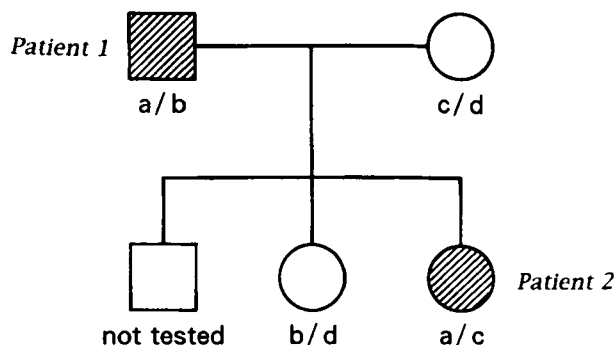 Patient 1
a/b
c/d
not tested
b/d
a/c
Patient 2